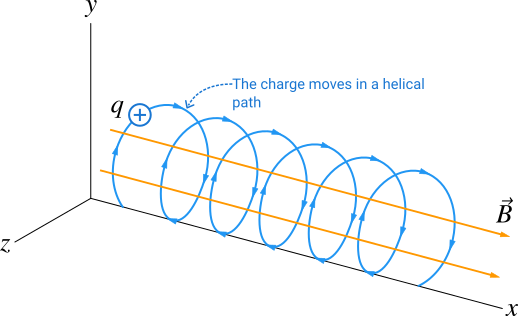 y
q
+
The charge moves in a helical
path
B⃗
z
x